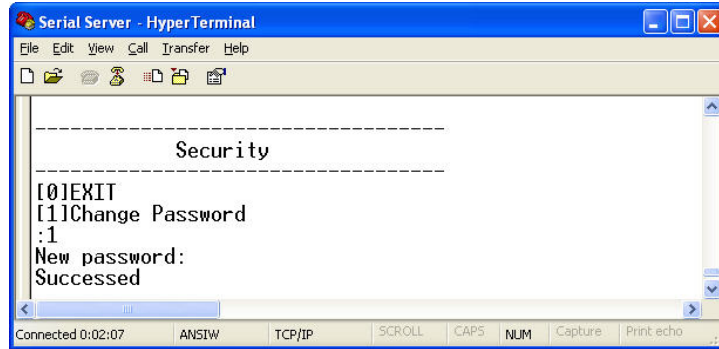 Serial Server - HyperTerminal
File Edit View Call Transfer Help
-----------------------------------
Security
-----------------------------------
[0]EXIT
[1]Change Password
:1
New password:
Successed
Connected 0:02:07 ANSIW TCP/IP SCROLL CAPS NUM Capture Print echo